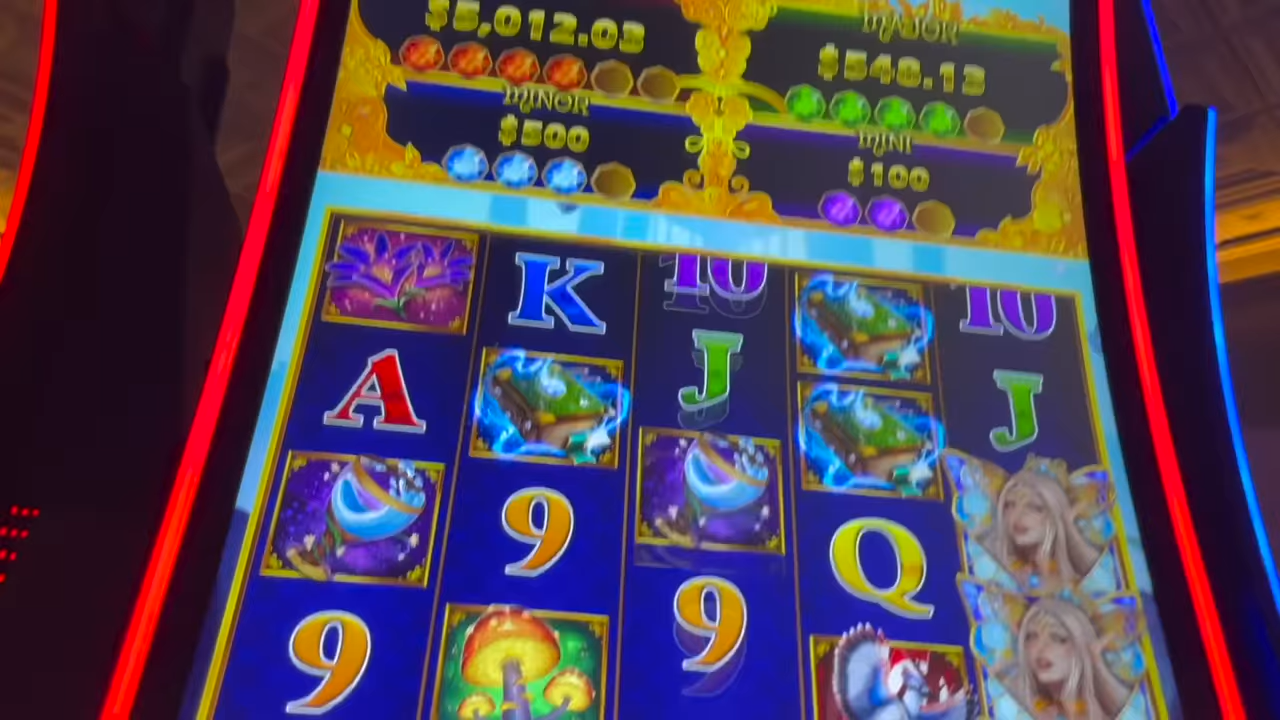 $5,012.03
MAJOR
$548.13
MINOR
$500
MINI
$100
K
10
10
A
J
J
9
Q
9
9